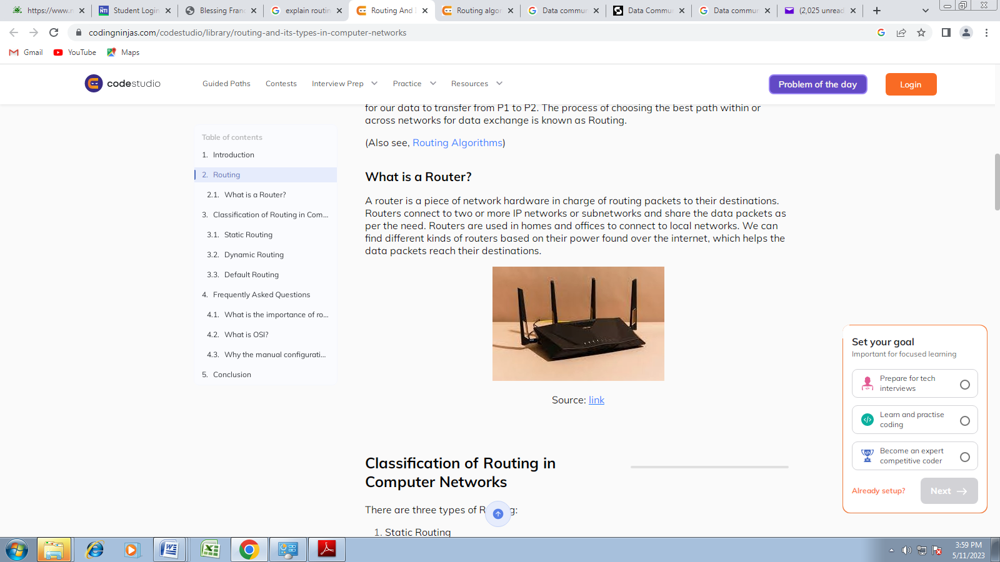 https://www.n
Student Login
Blessing Fran
explain routin
Routing And i
Routing algor
Data commun
Data Commu
Data commun
(2,025 unread
codingninjas.com/codestudio/library/routing-and-its-types-in-computer-networks
Gmail
YouTube
Maps
codestudio
Guided Paths
Contests
Interview Prep
Practice
Resources
Problem of the day
Login
for our data to transfer from P1 to P2. The process of choosing the best path within or
across networks for data exchange is known as Routing.
(Also see, Routing Algorithms)
Table of contents
1. Introduction
2. Routing
2.1. What is a Router?
3. Classification of Routing in Com...
3.1. Static Routing
3.2. Dynamic Routing
3.3. Default Routing
4. Frequently Asked Questions
4.1. What is the importance of ro...
4.2. What is OSI?
4.3. Why the manual configurati...
5. Conclusion
What is a Router?
A router is a piece of network hardware in charge of routing packets to their destinations.
Routers connect to two or more IP networks or subnetworks and share the data packets as
per the need. Routers are used in homes and offices to connect to local networks. We can
find different kinds of routers based on their power found over the internet, which helps the
data packets reach their destinations.
Source: link
Classification of Routing in
Computer Networks
There are three types of R g:
1. Static Routing
Set your goal
Important for focused learning
Prepare for tech
interviews
Learn and practise
coding
Become an expert
competitive coder
Already setup?
Next
3:59 PM
5/11/2023